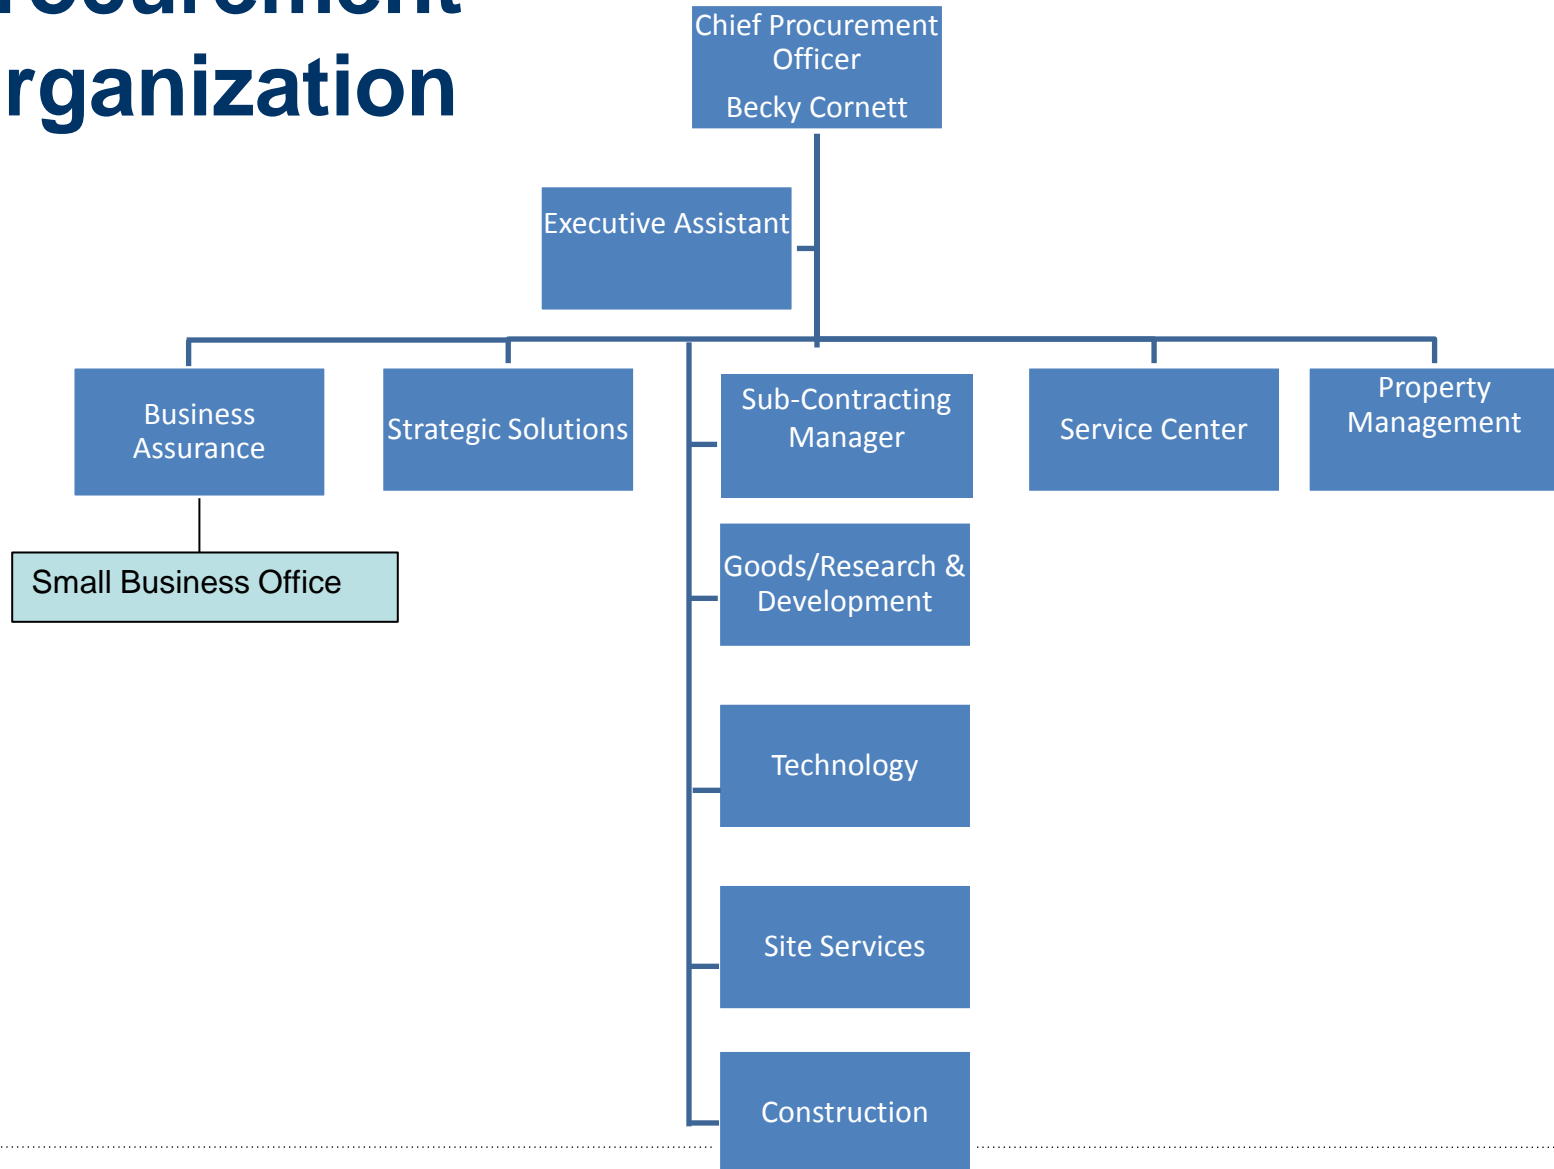 rocurement
rganization
Chief Procurement
Officer
Becky Cornett
Executive Assistant
Business
Assurance
Strategic Solutions
Sub-Contracting
Manager
Service Center
Property
Management
Small Business Office
Goods/Research &
Development
Technology
Site Services
Construction